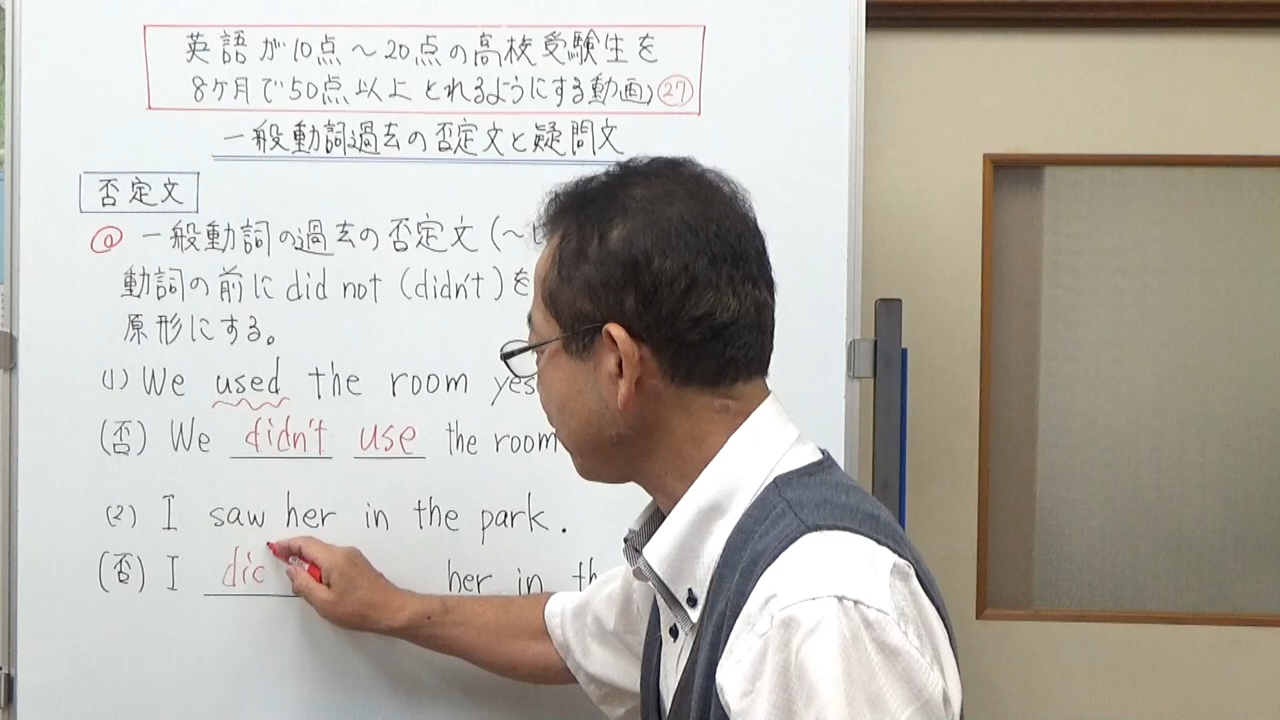 英語が10点～20点の高校受験生を
8ケ月で50点以上とれるようにする動画㉗
一般動詞過去の否定文と疑問文
否定文
ⓐ 一般動詞の過去の否定文(～
動詞の前にdid not (didn't)を
原形にする。
(1) We used the room yes
(否) We didn't use the room
(2) I saw her in the park.
(否) I dic her in th